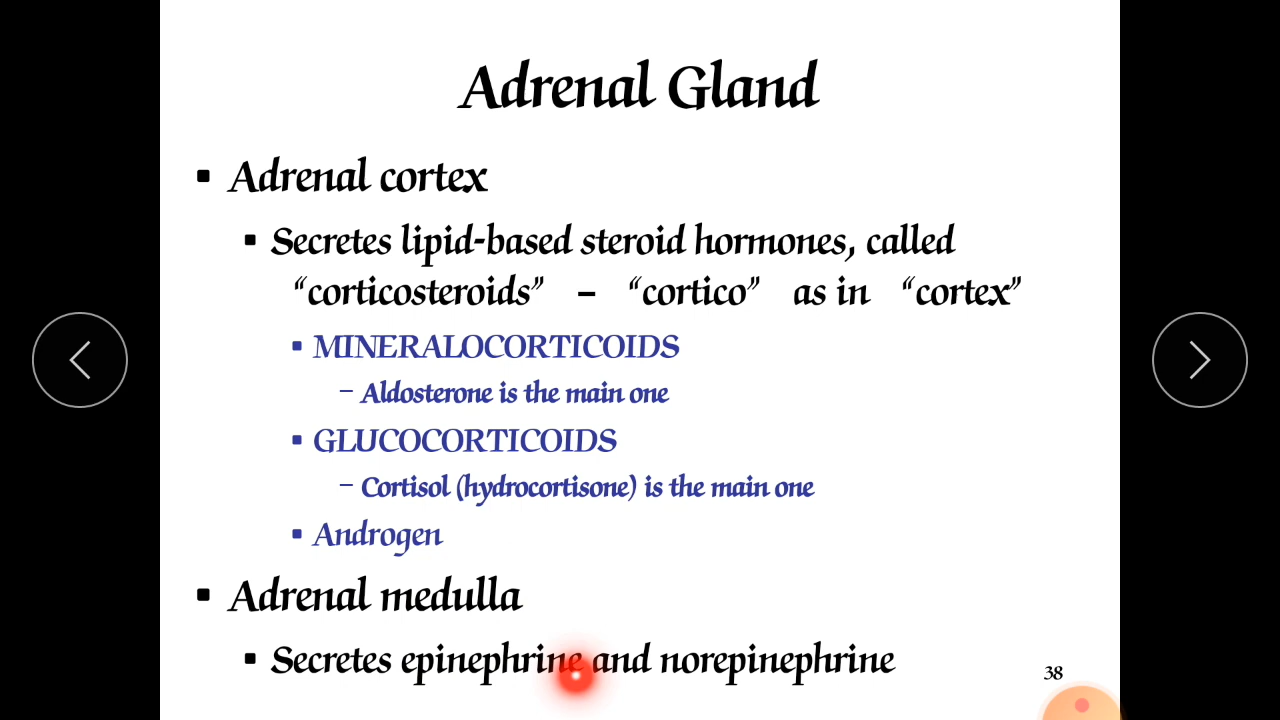 Adrenal Gland
▪ Adrenal cortex
▪ Secretes lipid-based steroid hormones, called
“corticosteroids” – “cortico” as in “cortex”
▪ MINERALOCORTICOIDS
– Aldosterone is the main one
▪ GLUCOCORTICOIDS
– Cortisol (hydrocortisone) is the main one
▪ Androgen
▪ Adrenal medulla
▪ Secretes epinephrine and norepinephrine
38